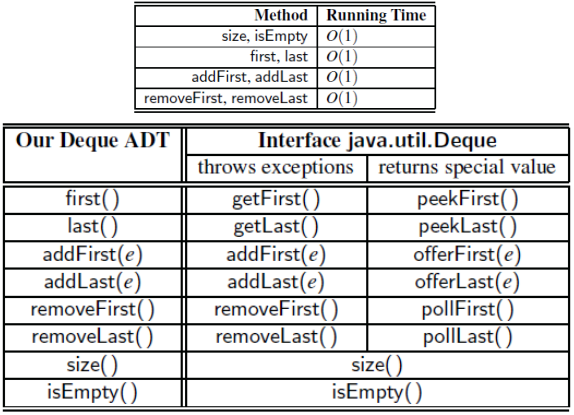 Method Running Time
size, isEmpty O(1)
first, last O(1)
addFirst, addLast O(1)
removeFirst, removeLast O(1)
Our Deque ADT Interface java.util.Deque
throws exceptions returns special value
first() getFirst() peekFirst()
last() getLast() peekLast()
addFirst(e) addFirst(e) offerFirst(e)
addLast(e) addLast(e) offerLast(e)
removeFirst() removeFirst() pollFirst()
removeLast() removeLast() pollLast()
size() size()
isEmpty() isEmpty()